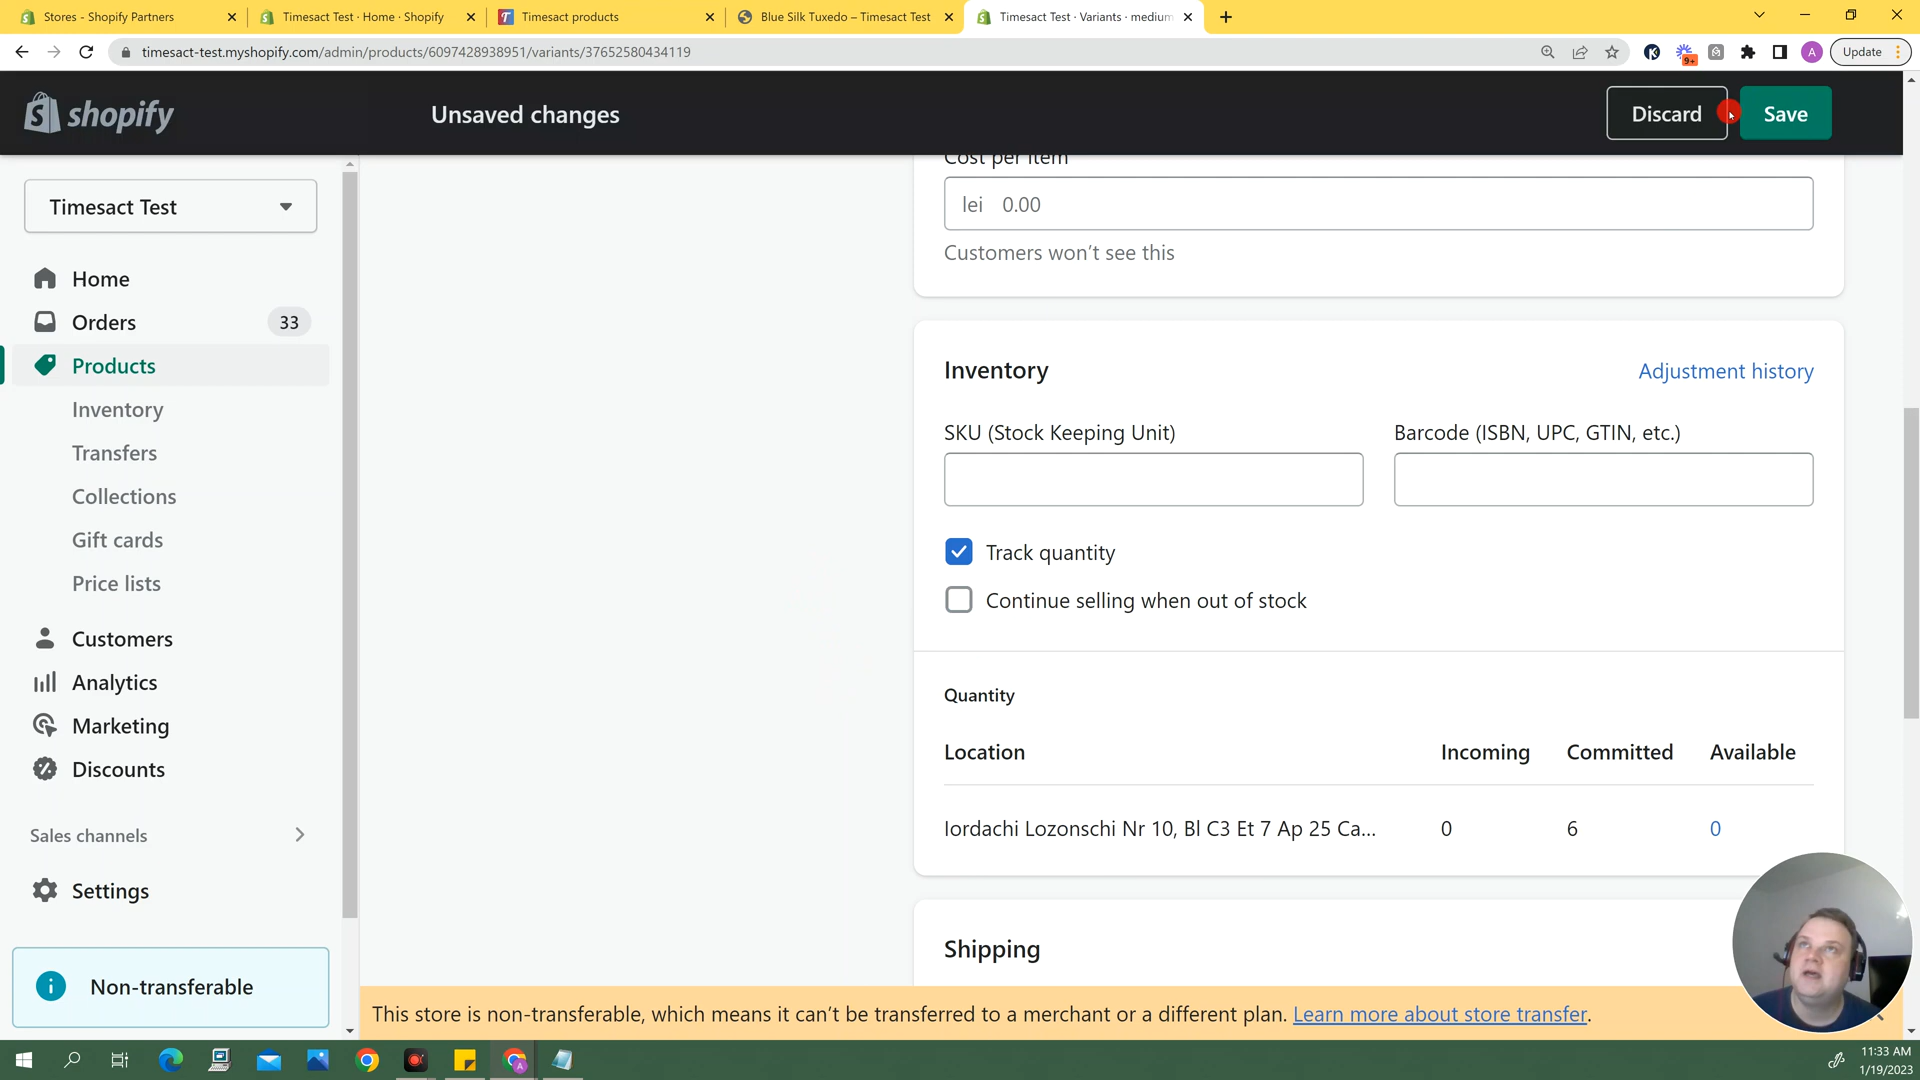 Stores - Shopify Partners
Timesact Test · Home · Shopify
Timesact products
Blue Silk Tuxedo – Timesact Test
Timesact Test · Variants · medium
timesact-test.myshopify.com/admin/products/6097428938951/variants/37652580434119
9+
A
Update
shopify
Unsaved changes
Discard
Save
Timesact Test
Home
Orders
33
Products
Inventory
Transfers
Collections
Gift cards
Price lists
Customers
Analytics
Marketing
Discounts
Sales channels
Settings
Non-transferable
Cost per item
lei 0.00
Customers won’t see this
Inventory
Adjustment history
SKU (Stock Keeping Unit)
Barcode (ISBN, UPC, GTIN, etc.)
Track quantity
Continue selling when out of stock
Quantity
Location
Incoming
Committed
Available
Iordachi Lozonschi Nr 10, Bl C3 Et 7 Ap 25 Ca...
0
6
0
Shipping
This store is non-transferable, which means it can’t be transferred to a merchant or a different plan. Learn more about store transfer.
11:33 AM
1/19/2023